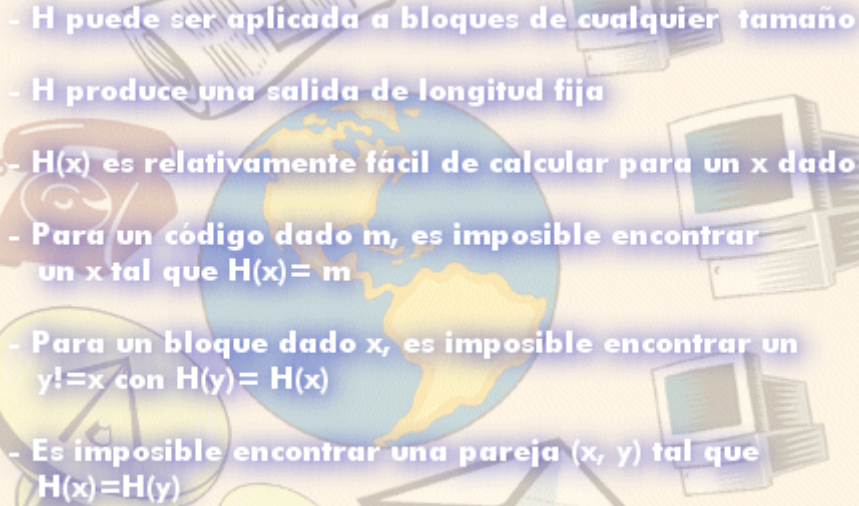 - H puede ser aplicada a bloques de cualquier tamaño
- H produce una salida de longitud fija
- H(x) es relativamente fácil de calcular para un x dado
- Para un código dado m, es imposible encontrar
un x tal que H(x)= m
- Para un bloque dado x, es imposible encontrar un
y!=x con H(y)= H(x)
- Es imposible encontrar una pareja (x, y) tal que
H(x)=H(y)